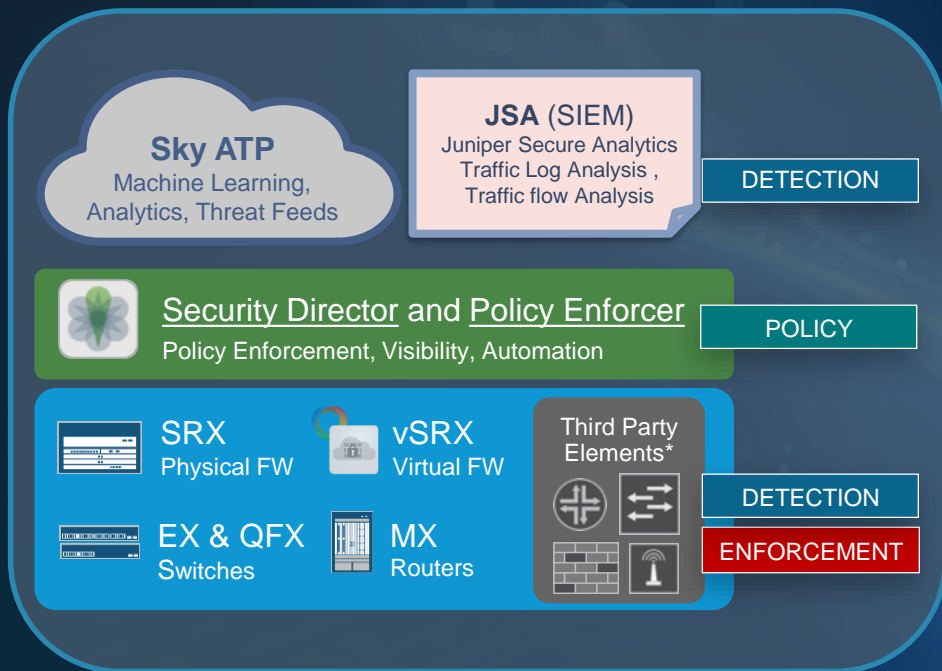 Sky ATP
Machine Learning,
Analytics, Threat Feeds
JSA (SIEM)
Juniper Secure Analytics
Traffic Log Analysis ,
Traffic flow Analysis
DETECTION
Security Director and Policy Enforcer
Policy Enforcement, Visibility, Automation
POLICY
SRX
Physical FW
vSRX
Virtual FW
EX & QFX
Switches
MX
Routers
Third Party
Elements*
DETECTION
ENFORCEMENT